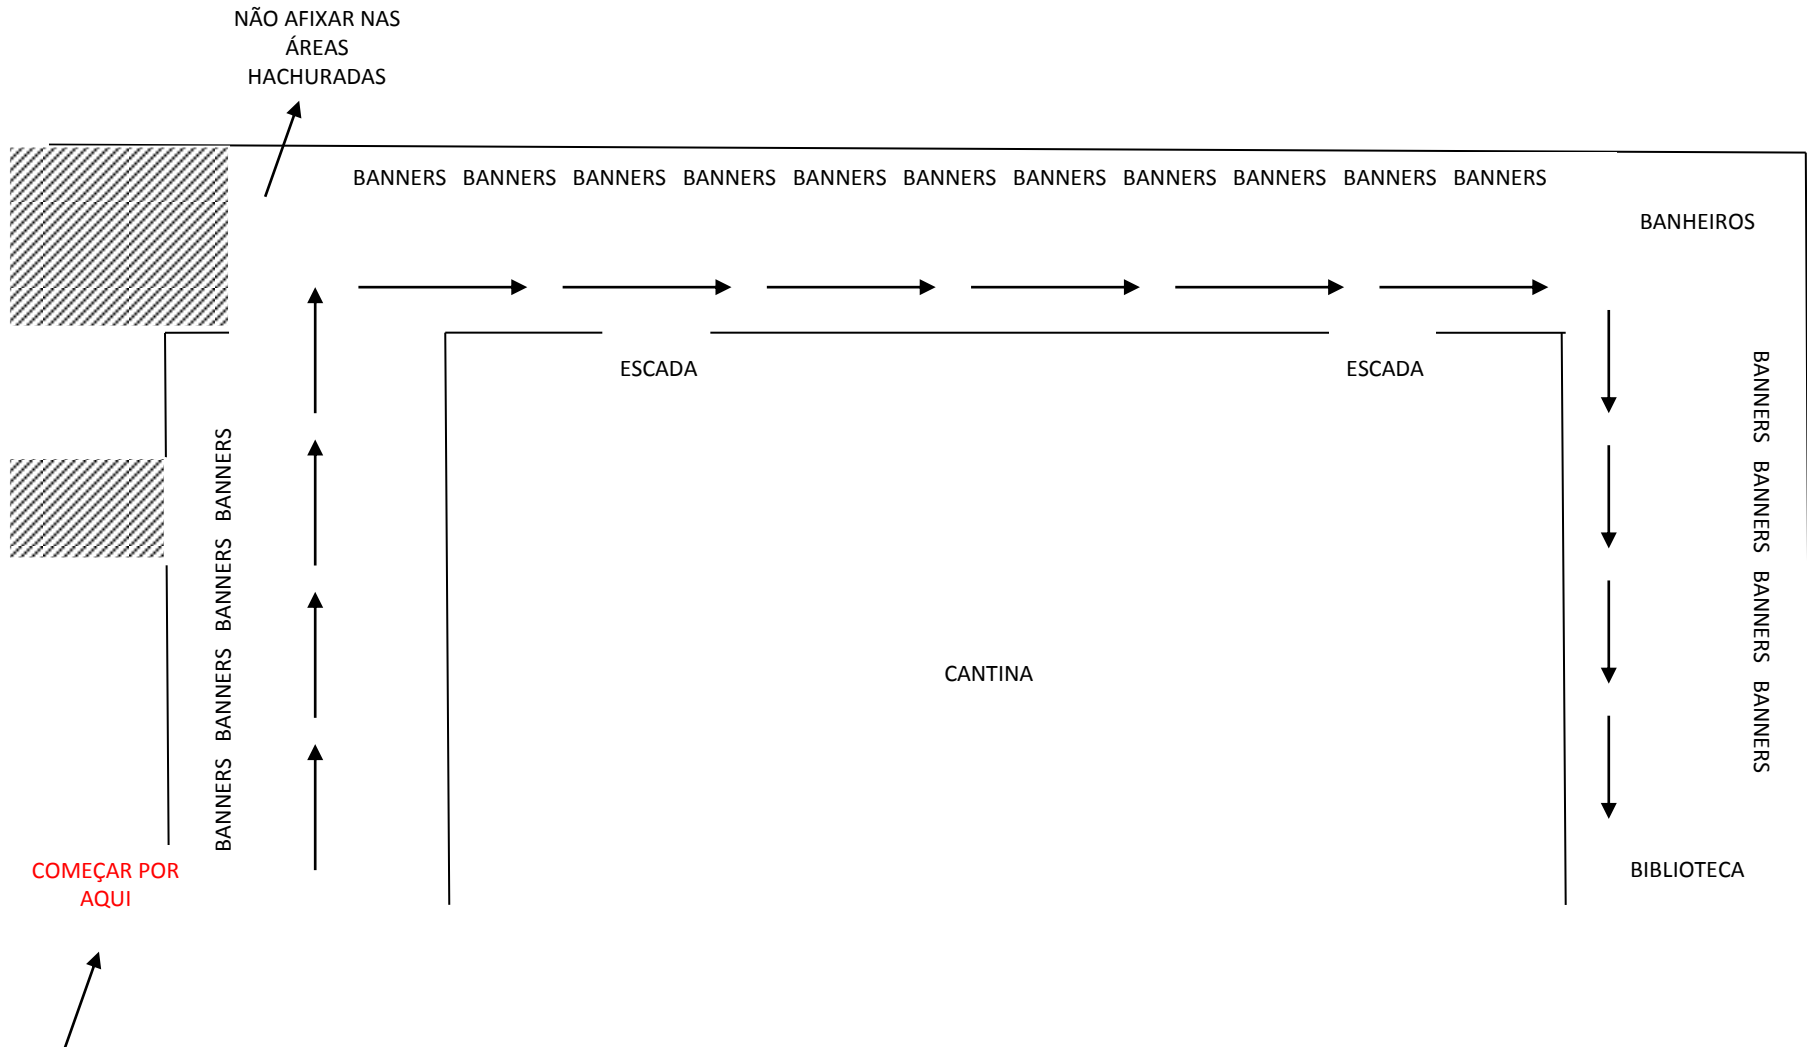 NÃO AFIXAR NAS
ÁREAS
HACHURADAS
BANNERS BANNERS BANNERS BANNERS BANNERS BANNERS BANNERS BANNERS BANNERS BANNERS BANNERS
BANHEIROS
ESCADA
ESCADA
BANNERS BANNERS BANNERS BANNERS
BANNERS BANNERS BANNERS BANNERS
CANTINA
COMEÇAR POR
AQUI
BIBLIOTECA